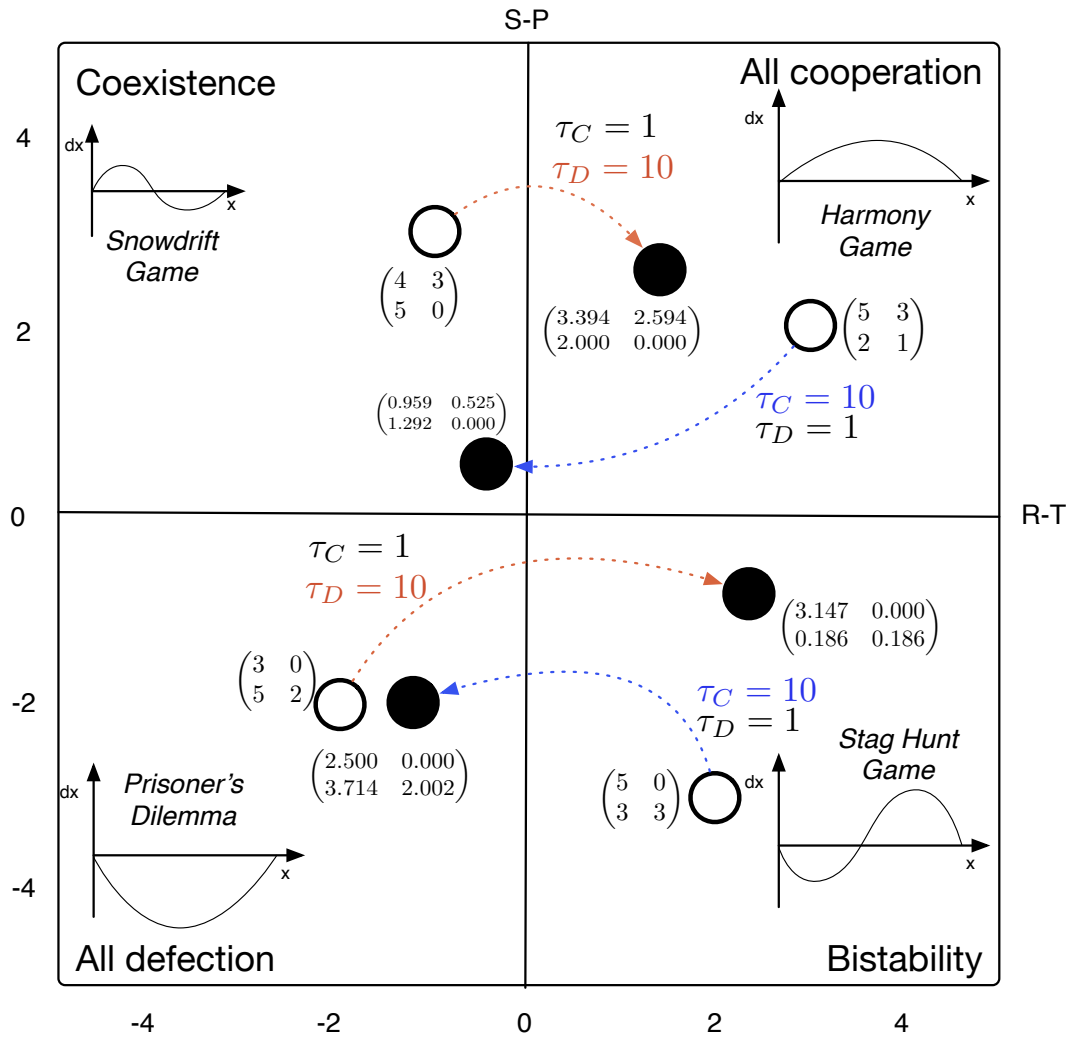 S-P
Coexistence
All cooperation
dx
x
Snowdrift
Game
τ_C = 1
τ_D = 10
dx
x
Harmony
Game
4
2
0
-2
-4
(4 3
5 0)
(3.394 2.594
2.000 0.000)
(5 3
2 1)
τ_C = 10
τ_D = 1
(0.959 0.525
1.292 0.000)
R-T
τ_C = 1
τ_D = 10
(3 0
5 2)
(3.147 0.000
0.186 0.186)
(2.500 0.000
3.714 2.002)
τ_C = 10
τ_D = 1
(5 0
3 3)
dx
Prisoner's
Dilemma
x
dx
Stag Hunt
Game
x
All defection
Bistability
-4
-2
0
2
4